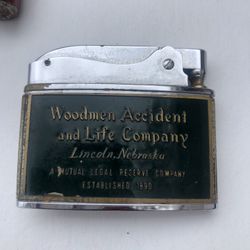 Woodmen Accident
and Life Company
Lincoln, Nebraska
A MUTUAL LEGAL RESERVE COMPANY
ESTABLISHED 1890